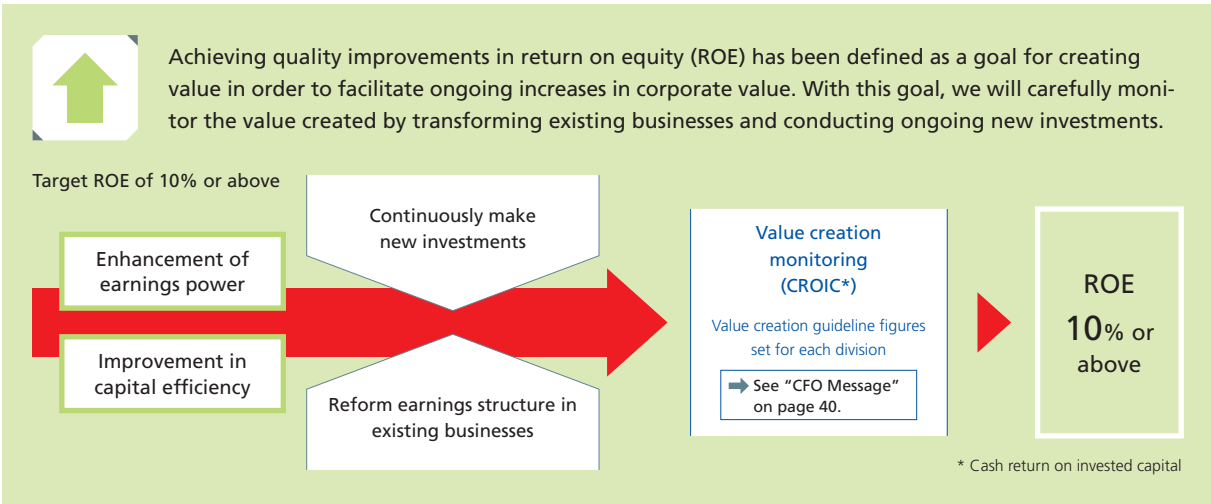 Achieving quality improvements in return on equity (ROE) has been defined as a goal for creating
value in order to facilitate ongoing increases in corporate value. With this goal, we will carefully moni-
tor the value created by transforming existing businesses and conducting ongoing new investments.
Target ROE of 10% or above
Enhancement of
earnings power
Improvement in
capital efficiency
Continuously make
new investments
Reform earnings structure in
existing businesses
Value creation
monitoring
(CROIC*)
Value creation guideline figures
set for each division
See “CFO Message”
on page 40.
ROE
10% or
above
* Cash return on invested capital